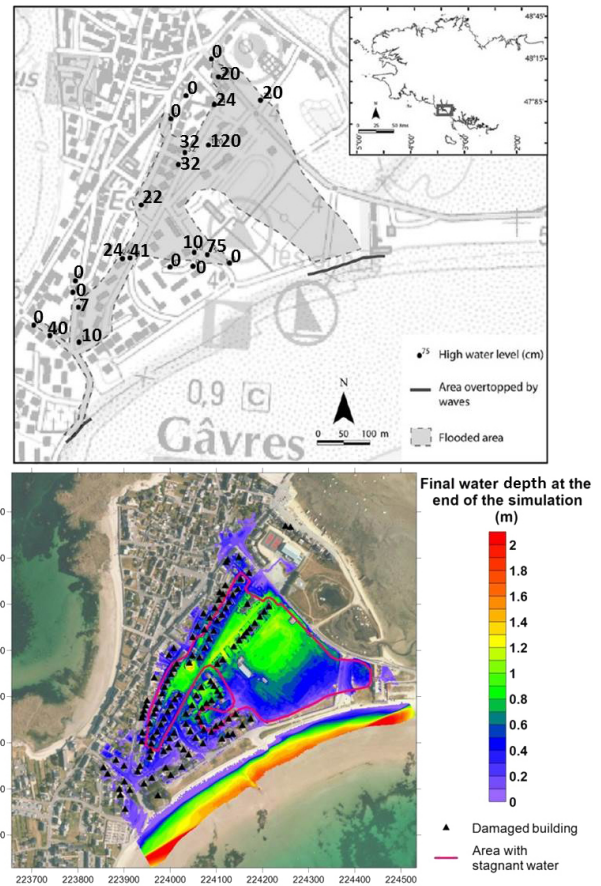 48°45'
48°15'
47°85'
N
0 25 50 kms
0
20
20
0
24
0
32
120
32
22
24
41
10
75
0
0
0
0
0
7
0
40
10
4
4
5
75 High water level (cm)
Area overtopped by
waves
Flooded area
N
0 50 100 m
0,9 C
Gâvres
Final water depth at the
end of the simulation
(m)
2
1.8
1.6
1.4
1.2
1
0.8
0.6
0.4
0.2
0
Damaged building
Area with
stagnant water
223700 223800 223900 224000 224100 224200 224300 224400 224500